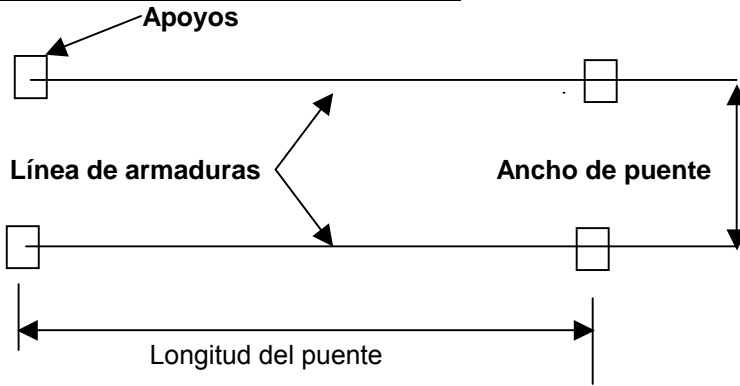 Apoyos
Línea de armaduras
Ancho de puente
Longitud del puente